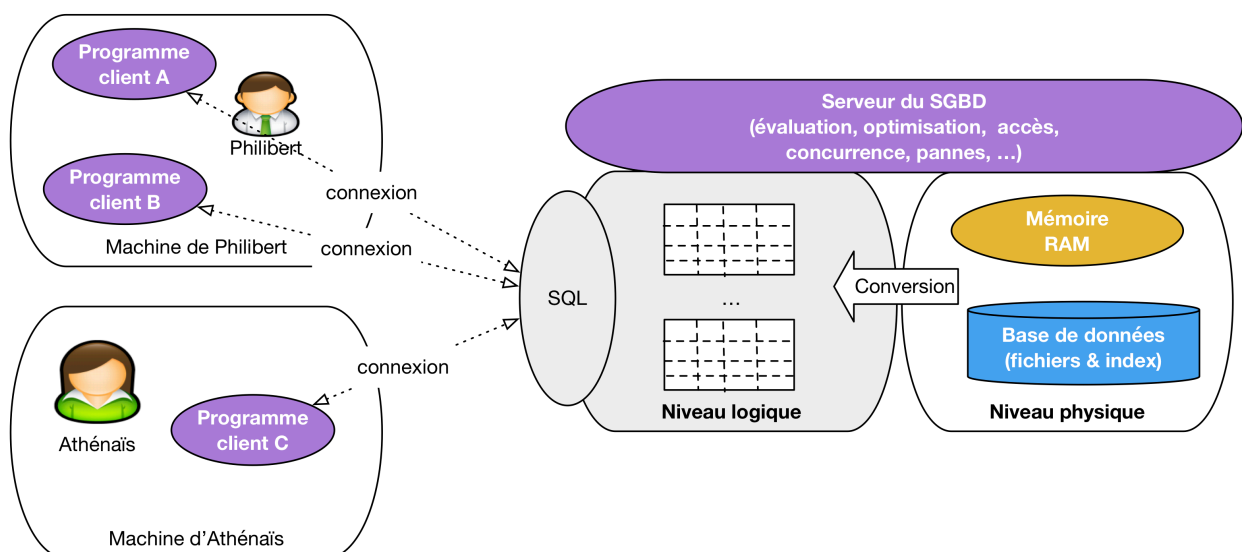 Programme
client A
Philibert
Programme
client B
Machine de Philibert
connexion
connexion
Athénaïs
Programme
client C
Machine d'Athénaïs
connexion
Serveur du SGBD
(évaluation, optimisation, accès,
concurrence, pannes, ...)
SQL
...
Niveau logique
Conversion
Mémoire
RAM
Base de données
(fichiers & index)
Niveau physique